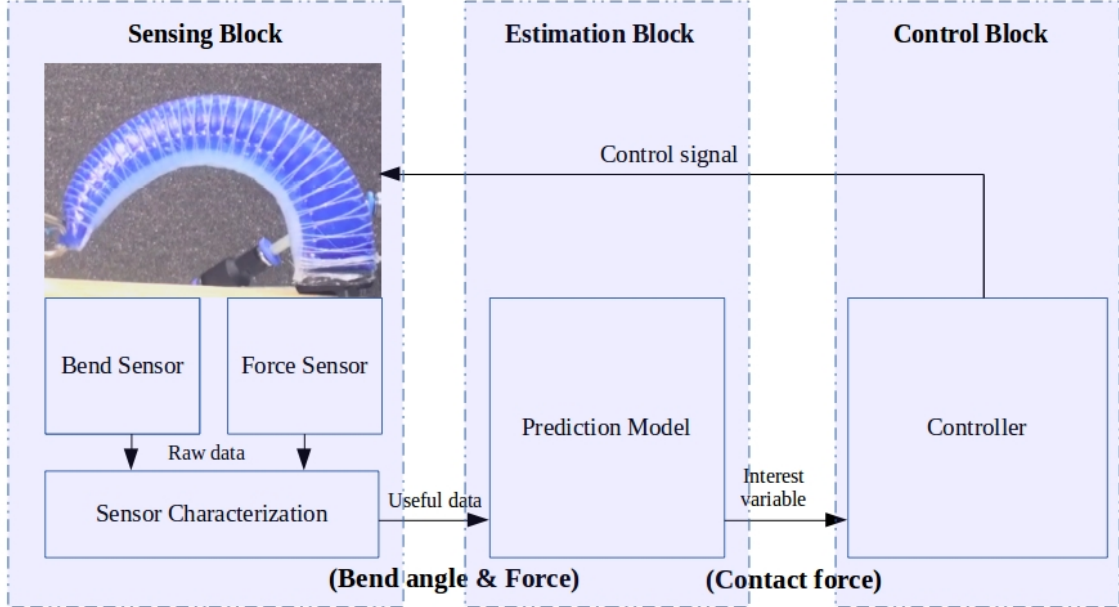 Sensing Block
Estimation Block
Control Block
Control signal
Bend Sensor
Force Sensor
Prediction Model
Controller
Raw data
Sensor Characterization
Useful data
Interest
variable
(Bend angle & Force)
(Contact force)